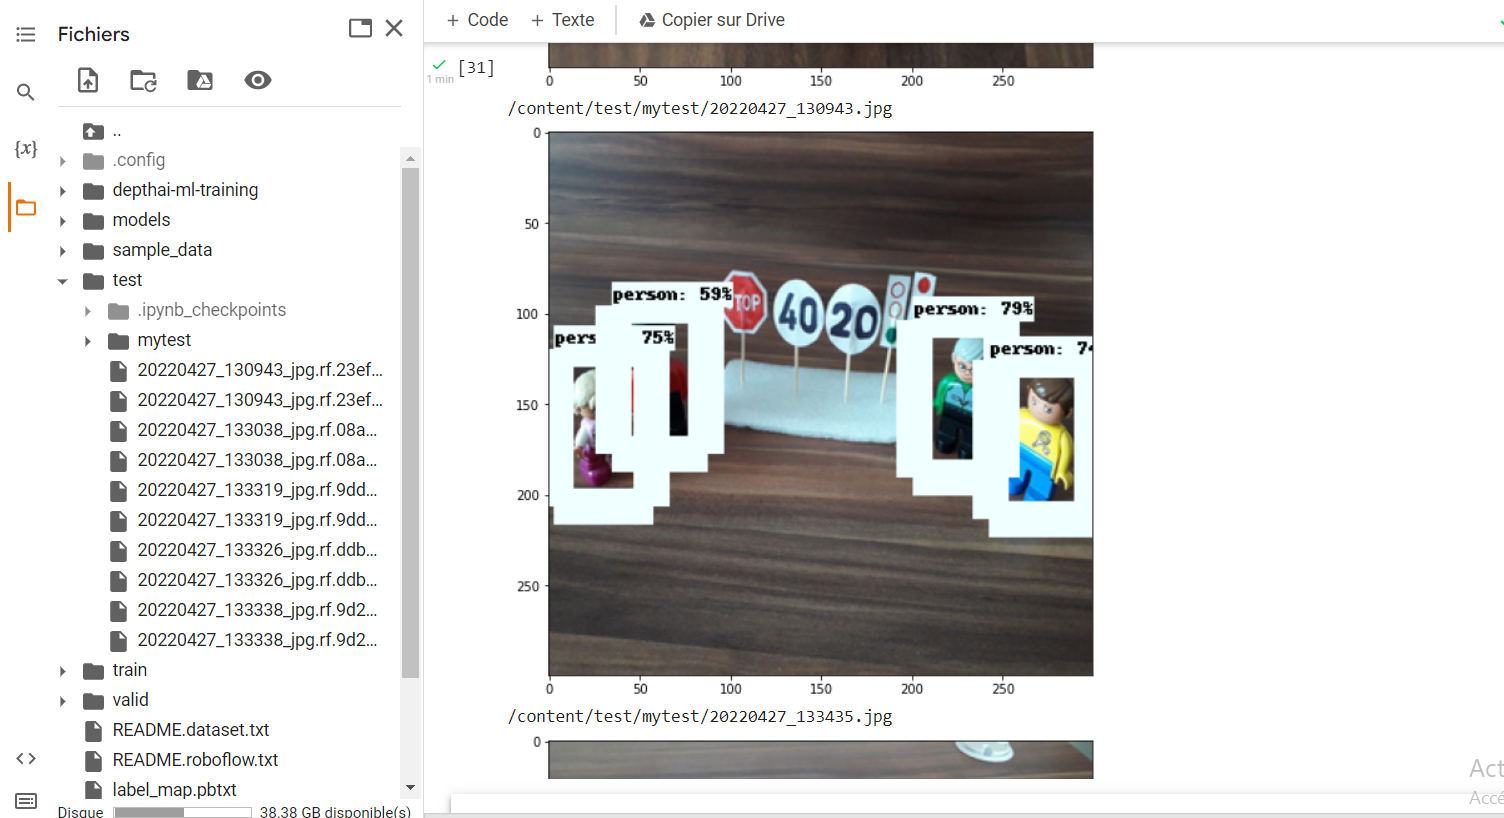 Fichiers
+ Code + Texte Copier sur Drive
..
.config
depthai-ml-training
models
sample_data
test
.ipynb_checkpoints
mytest
20220427_130943_jpg.rf.23ef...
20220427_130943_jpg.rf.23ef...
20220427_133038_jpg.rf.08a...
20220427_133038_jpg.rf.08a...
20220427_133319_jpg.rf.9dd...
20220427_133319_jpg.rf.9dd...
20220427_133326_jpg.rf.ddb...
20220427_133326_jpg.rf.ddb...
20220427_133338_jpg.rf.9d2...
20220427_133338_jpg.rf.9d2...
train
valid
README.dataset.txt
README.roboflow.txt
label_map.pbtxt
Disque 38.38 GB disponible(s)
{x}
[31]
1 min
0 50 100 150 200 250
/content/test/mytest/20220427_130943.jpg
0
50
100
150
200
250
person: 59%
TOP
40
20
person: 79%
pers 75%
person: 74
0 50 100 150 200 250
/content/test/mytest/20220427_133435.jpg
0
Act
Accé